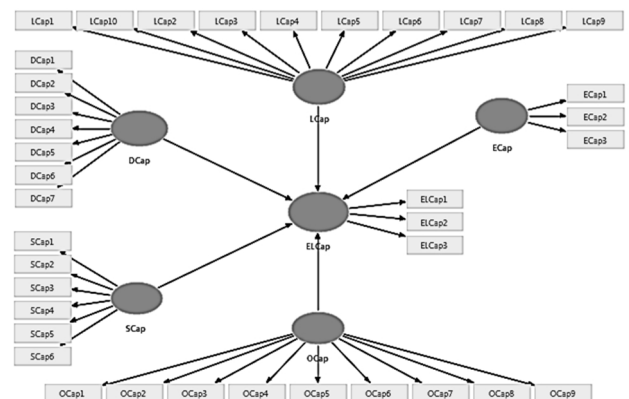 LCap1 LCap10 LCap2 LCap3 LCap4 LCap5 LCap6 LCap7 LCap8 LCap9
LCap
DCap1
DCap2
DCap3
DCap4
DCap5
DCap6
DCap7
DCap
ECap1
ECap2
ECap3
ECap
ELCap1
ELCap2
ELCap3
ELCap
SCap1
SCap2
SCap3
SCap4
SCap5
SCap6
SCap
OCap
OCap1 OCap2 OCap3 OCap4 OCap5 OCap6 OCap7 OCap8 OCap9